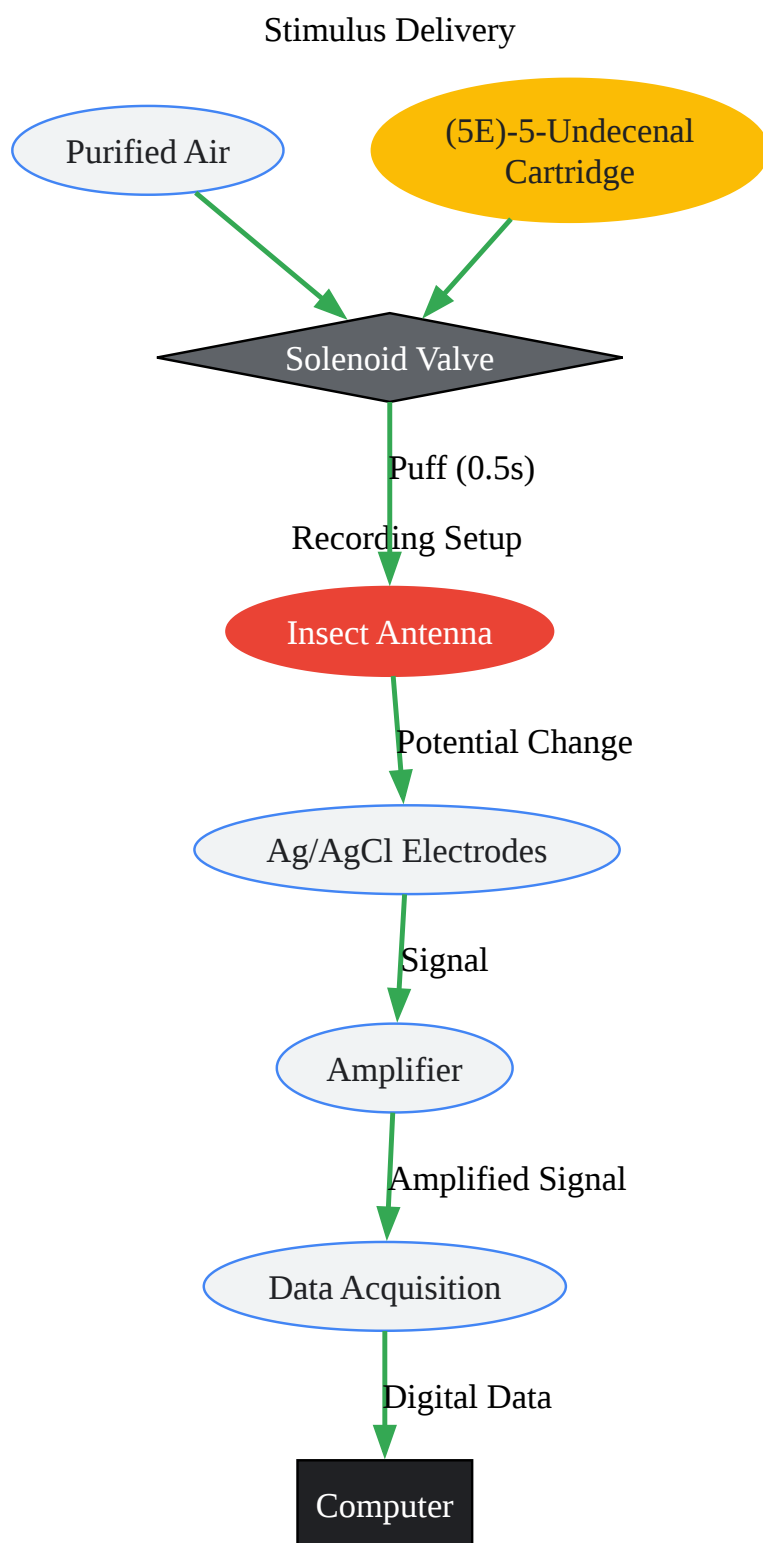 Stimulus Delivery
Purified Air
(5E)-5-Undecenal
Cartridge
Solenoid Valve
Puff (0.5s)
Recording Setup
Insect Antenna
Potential Change
Ag/AgCl Electrodes
Signal
Amplifier
Amplified Signal
Data Acquisition
Digital Data
Computer